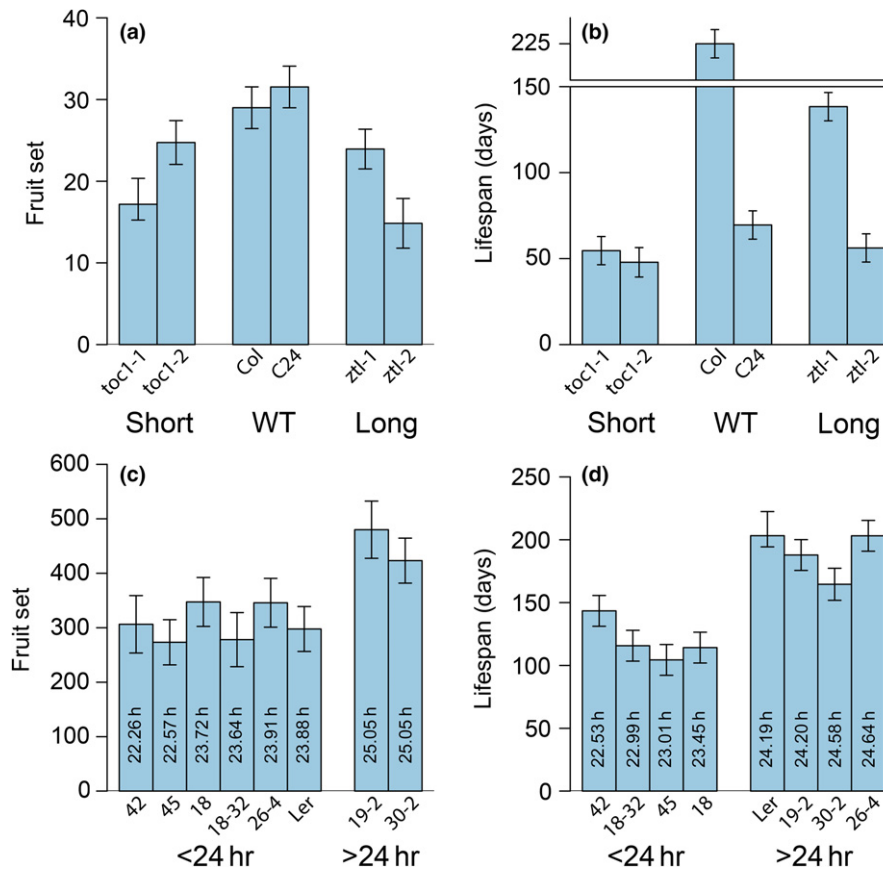 (a)
Fruit set
40
30
20
10
0
toc1-1 toc1-2 Col C24 ztl-1 ztl-2
Short WT Long
(b)
Lifespan (days)
225
150
100
50
0
toc1-1 toc1-2 Col C24 ztl-1 ztl-2
Short WT Long
(c)
Fruit set
600
500
400
300
200
100
0
22.26 h 22.57 h 23.72 h 23.64 h 23.91 h 23.88 h 25.05 h 25.05 h
42 45 18 18-32 26-4 Ler 19-2 30-2
<24 hr >24 hr
(d)
Lifespan (days)
250
200
150
100
50
0
22.53 h 22.99 h 23.01 h 23.45 h 24.19 h 24.20 h 24.58 h 24.64 h
42 18-32 45 18 Ler 19-2 30-2 26-4
<24 hr >24 hr